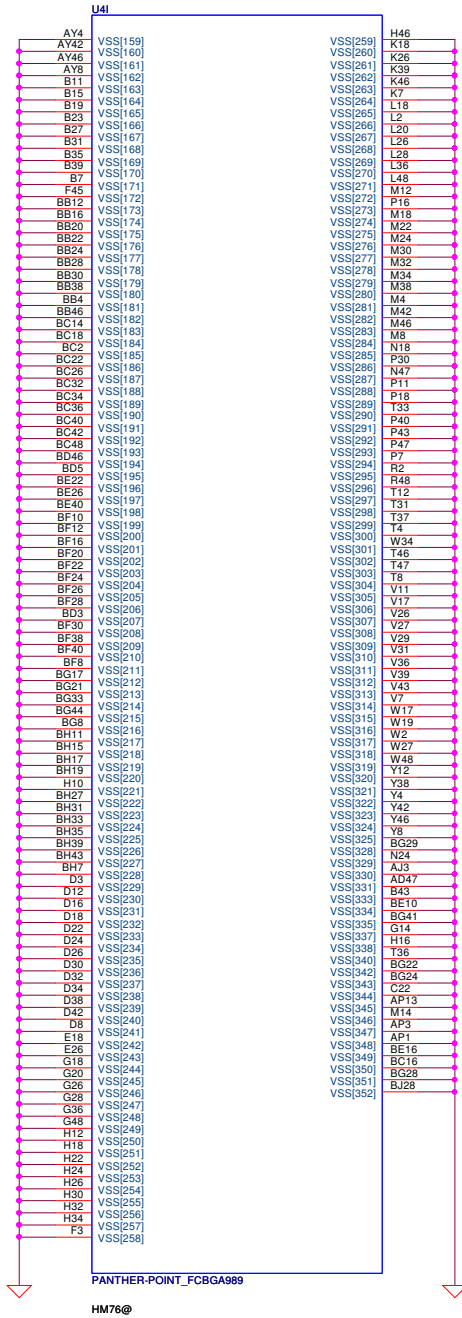 U4I
AY4 VSS[159] VSS[259] H46
AY42 VSS[160] VSS[260] K18
AY46 VSS[161] VSS[261] K26
AY8 VSS[162] VSS[262] K39
B11 VSS[163] VSS[263] K46
B15 VSS[164] VSS[264] K7
B19 VSS[165] VSS[265] L18
B23 VSS[166] VSS[266] L2
B27 VSS[167] VSS[267] L20
B31 VSS[168] VSS[268] L26
B35 VSS[169] VSS[269] L28
B39 VSS[170] VSS[270] L36
B7 VSS[171] VSS[271] L48
F45 VSS[172] VSS[272] M12
BB12 VSS[173] VSS[273] P16
BB16 VSS[174] VSS[274] M18
BB20 VSS[175] VSS[275] M22
BB22 VSS[176] VSS[276] M24
BB24 VSS[177] VSS[277] M30
BB28 VSS[178] VSS[278] M32
BB30 VSS[179] VSS[279] M34
BB38 VSS[180] VSS[280] M38
BB4 VSS[181] VSS[281] M4
BB46 VSS[182] VSS[282] M42
BC14 VSS[183] VSS[283] M46
BC18 VSS[184] VSS[284] M8
BC2 VSS[185] VSS[285] N18
BC22 VSS[186] VSS[286] P30
BC26 VSS[187] VSS[287] N47
BC32 VSS[188] VSS[288] P11
BC34 VSS[189] VSS[289] P18
BC36 VSS[190] VSS[290] T33
BC40 VSS[191] VSS[291] P40
BC42 VSS[192] VSS[292] P43
BC48 VSS[193] VSS[293] P47
BD46 VSS[194] VSS[294] P7
BD5 VSS[195] VSS[295] R2
BE22 VSS[196] VSS[296] R48
BE26 VSS[197] VSS[297] T12
BE40 VSS[198] VSS[298] T31
BF10 VSS[199] VSS[299] T37
BF12 VSS[200] VSS[300] T4
BF16 VSS[201] VSS[301] W34
BF20 VSS[202] VSS[302] T46
BF22 VSS[203] VSS[303] T47
BF24 VSS[204] VSS[304] T8
BF26 VSS[205] VSS[305] V11
BF28 VSS[206] VSS[306] V17
BD3 VSS[207] VSS[307] V26
BF30 VSS[208] VSS[308] V27
BF38 VSS[209] VSS[309] V29
BF40 VSS[210] VSS[310] V31
BF8 VSS[211] VSS[311] V36
BG17 VSS[212] VSS[312] V39
BG21 VSS[213] VSS[313] V43
BG33 VSS[214] VSS[314] V7
BG44 VSS[215] VSS[315] W17
BG8 VSS[216] VSS[316] W19
BH11 VSS[217] VSS[317] W2
BH15 VSS[218] VSS[318] W27
BH17 VSS[219] VSS[319] W48
BH19 VSS[220] VSS[320] Y12
H10 VSS[221] VSS[321] Y38
BH27 VSS[222] VSS[322] Y4
BH31 VSS[223] VSS[323] Y42
BH33 VSS[224] VSS[324] Y46
BH35 VSS[225] VSS[325] Y8
BH39 VSS[226] VSS[328] BG29
BH43 VSS[227] VSS[329] N24
BH7 VSS[228] VSS[330] AJ3
D3 VSS[229] VSS[331] AD47
D12 VSS[230] VSS[333] B43
D16 VSS[231] VSS[334] BE10
D18 VSS[232] VSS[335] BG41
D22 VSS[233] VSS[337] G14
D24 VSS[234] VSS[338] H16
D26 VSS[235] VSS[340] T36
D30 VSS[236] VSS[342] BG22
D32 VSS[237] VSS[343] BG24
D34 VSS[238] VSS[344] C22
D38 VSS[239] VSS[345] AP13
D42 VSS[240] VSS[346] M14
D8 VSS[241] VSS[347] AP3
E18 VSS[242] VSS[348] AP1
E26 VSS[243] VSS[349] BE16
G18 VSS[244] VSS[350] BC16
G20 VSS[245] VSS[351] BG28
G26 VSS[246] VSS[352] BJ28
G28 VSS[247]
G36 VSS[248]
G48 VSS[249]
H12 VSS[250]
H18 VSS[251]
H22 VSS[252]
H24 VSS[253]
H26 VSS[254]
H30 VSS[255]
H32 VSS[256]
H34 VSS[257]
F3 VSS[258]
PANTHER-POINT_FCBGA989
HM76@